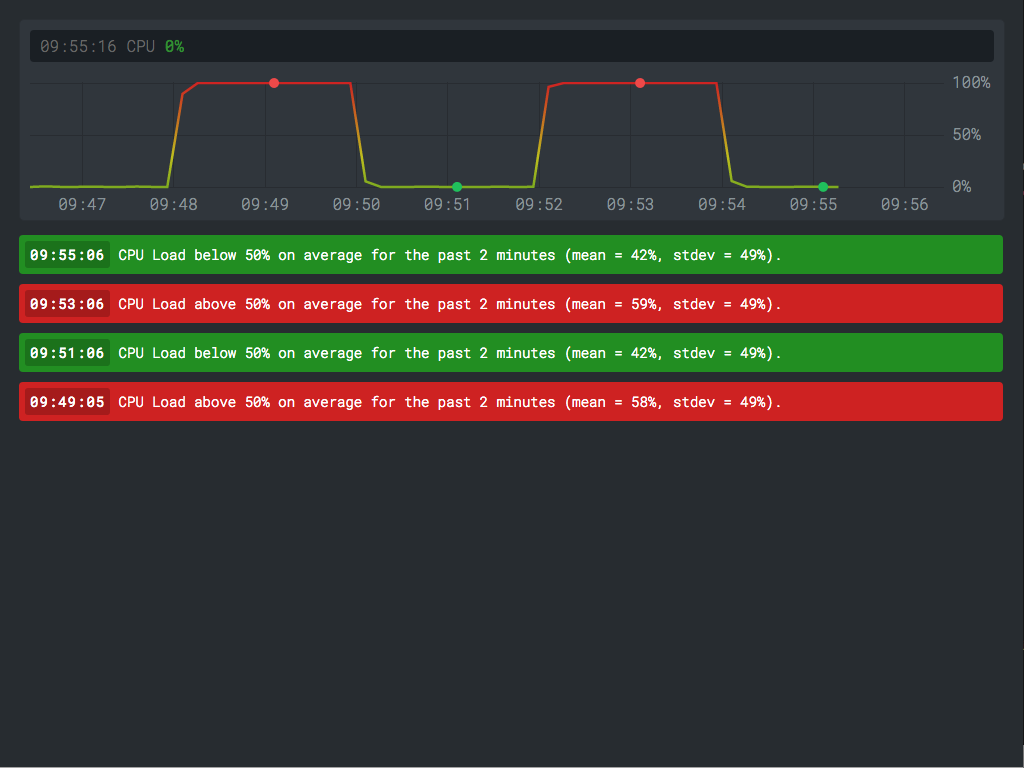 09:55:16 CPU 0%
100%
50%
0%
09:47 09:48 09:49 09:50 09:51 09:52 09:53 09:54 09:55 09:56
09:55:06 CPU Load below 50% on average for the past 2 minutes (mean = 42%, stdev = 49%).
09:53:06 CPU Load above 50% on average for the past 2 minutes (mean = 59%, stdev = 49%).
09:51:06 CPU Load below 50% on average for the past 2 minutes (mean = 42%, stdev = 49%).
09:49:05 CPU Load above 50% on average for the past 2 minutes (mean = 58%, stdev = 49%).